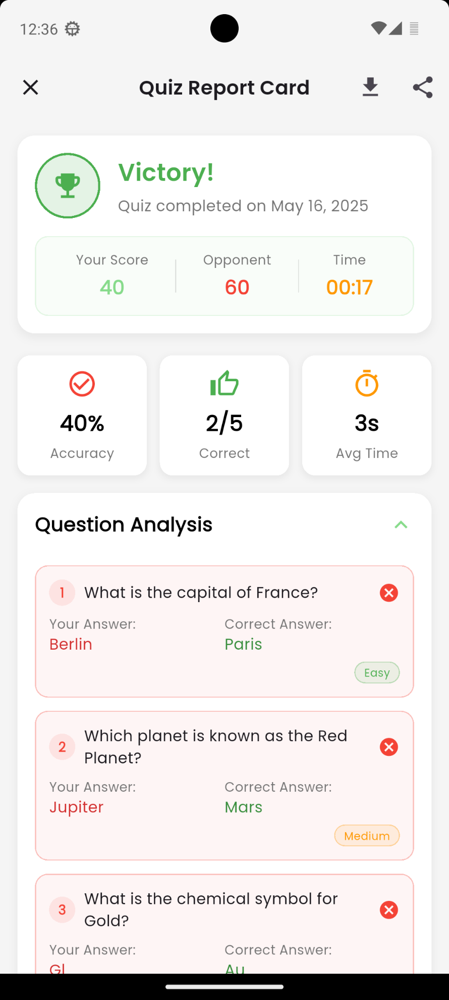 12:36
Quiz Report Card
Victory!
Quiz completed on May 16, 2025
Your Score Opponent Time
40 60 00:17
40% 2/5 3s
Accuracy Correct Avg Time
Question Analysis
1 What is the capital of France?
Your Answer: Correct Answer:
Berlin Paris
Easy
2 Which planet is known as the Red
Planet?
Your Answer: Correct Answer:
Jupiter Mars
Medium
3 What is the chemical symbol for
Gold?
Your Answer: Correct Answer:
Gl Au